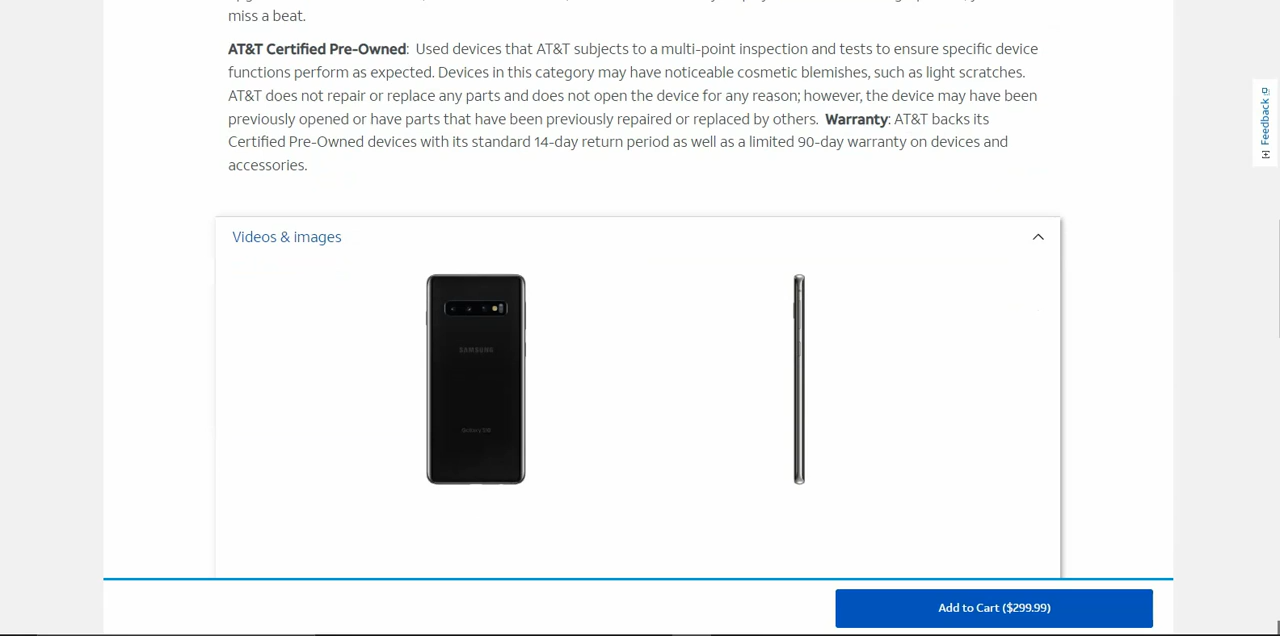 miss a beat.
AT&T Certified Pre-Owned: Used devices that AT&T subjects to a multi-point inspection and tests to ensure specific device
functions perform as expected. Devices in this category may have noticeable cosmetic blemishes, such as light scratches.
AT&T does not repair or replace any parts and does not open the device for any reason; however, the device may have been
previously opened or have parts that have been previously repaired or replaced by others. Warranty: AT&T backs its
Certified Pre-Owned devices with its standard 14-day return period as well as a limited 90-day warranty on devices and
accessories.
Feedback
Videos & images
SAMSUNG
Galaxy S10
Add to Cart ($299.99)